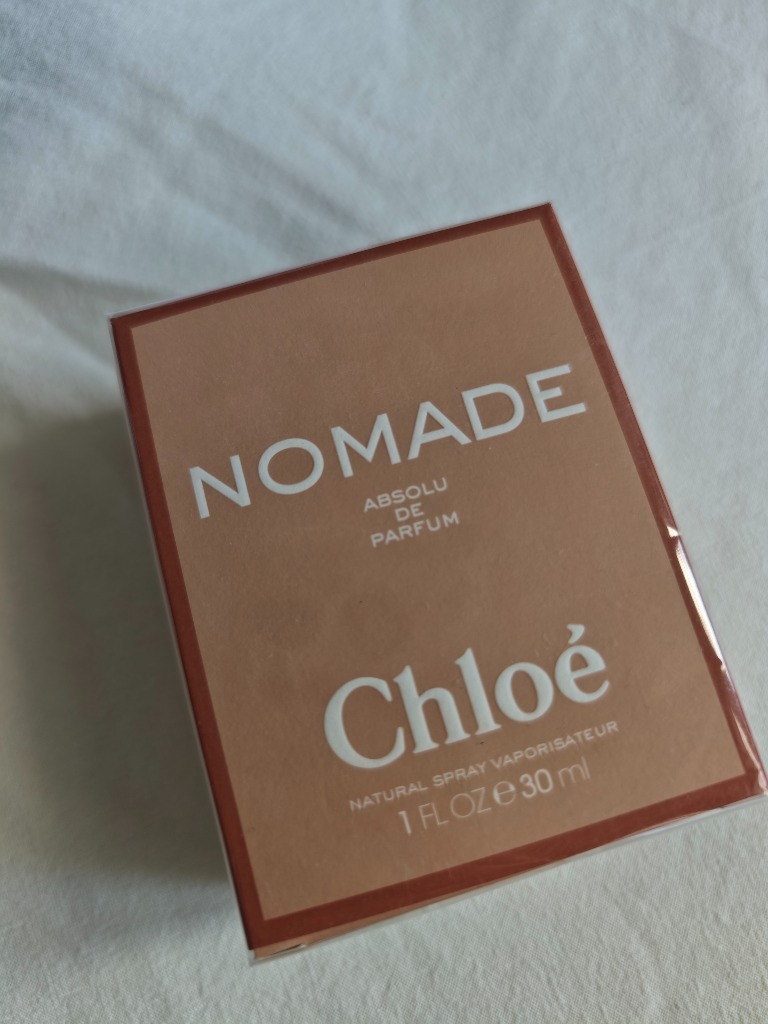 NOMADE
ABSOLU
DE
PARFUM
Chloé
NATURAL SPRAY VAPORISATEUR
1 FL OZ ℮ 30 ml